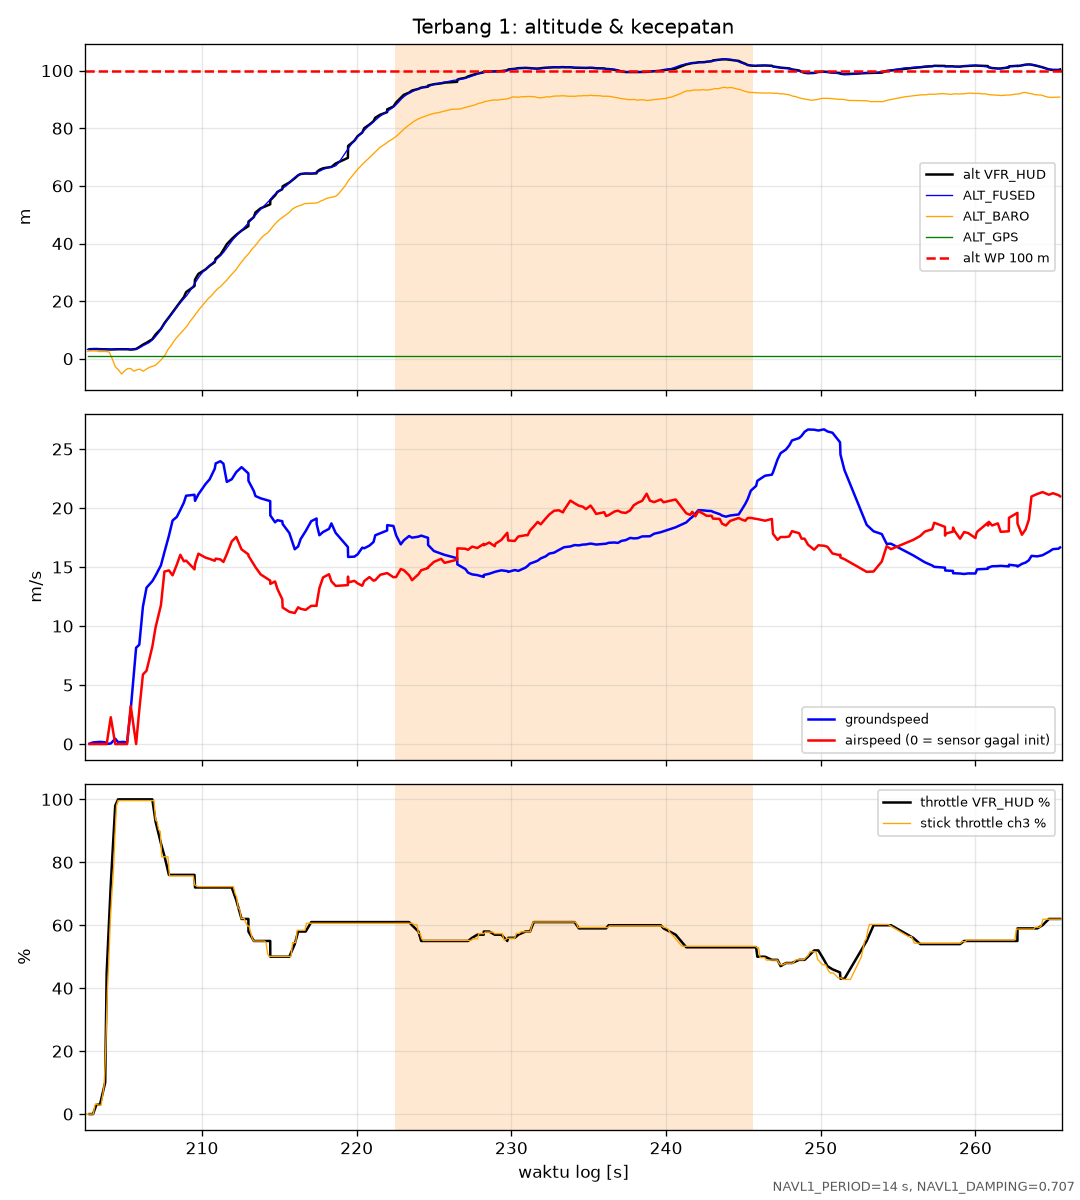 Terbang 1: altitude & kecepatan
100
80
60
40
20
0
m
alt VFR_HUD
ALT_FUSED
ALT_BARO
ALT_GPS
alt WP 100 m
25
20
15
10
5
0
m/s
groundspeed
airspeed (0 = sensor gagal init)
100
80
60
40
20
0
%
throttle VFR_HUD %
stick throttle ch3 %
210 220 230 240 250 260
waktu log [s]
NAVL1_PERIOD=14 s, NAVL1_DAMPING=0.707